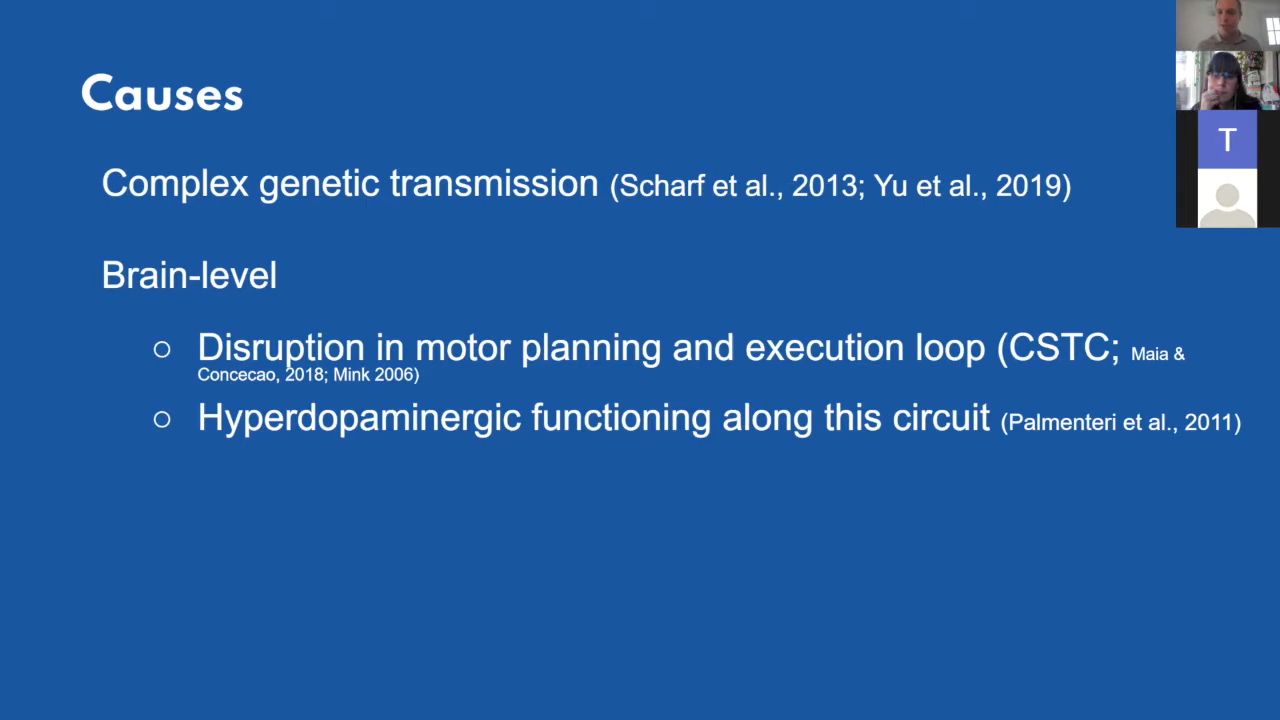 Causes
Complex genetic transmission (Scharf et al., 2013; Yu et al., 2019)
Brain-level
○ Disruption in motor planning and execution loop (CSTC; Maia &
Concecao, 2018; Mink 2006)
○ Hyperdopaminergic functioning along this circuit (Palmenteri et al., 2011)
T